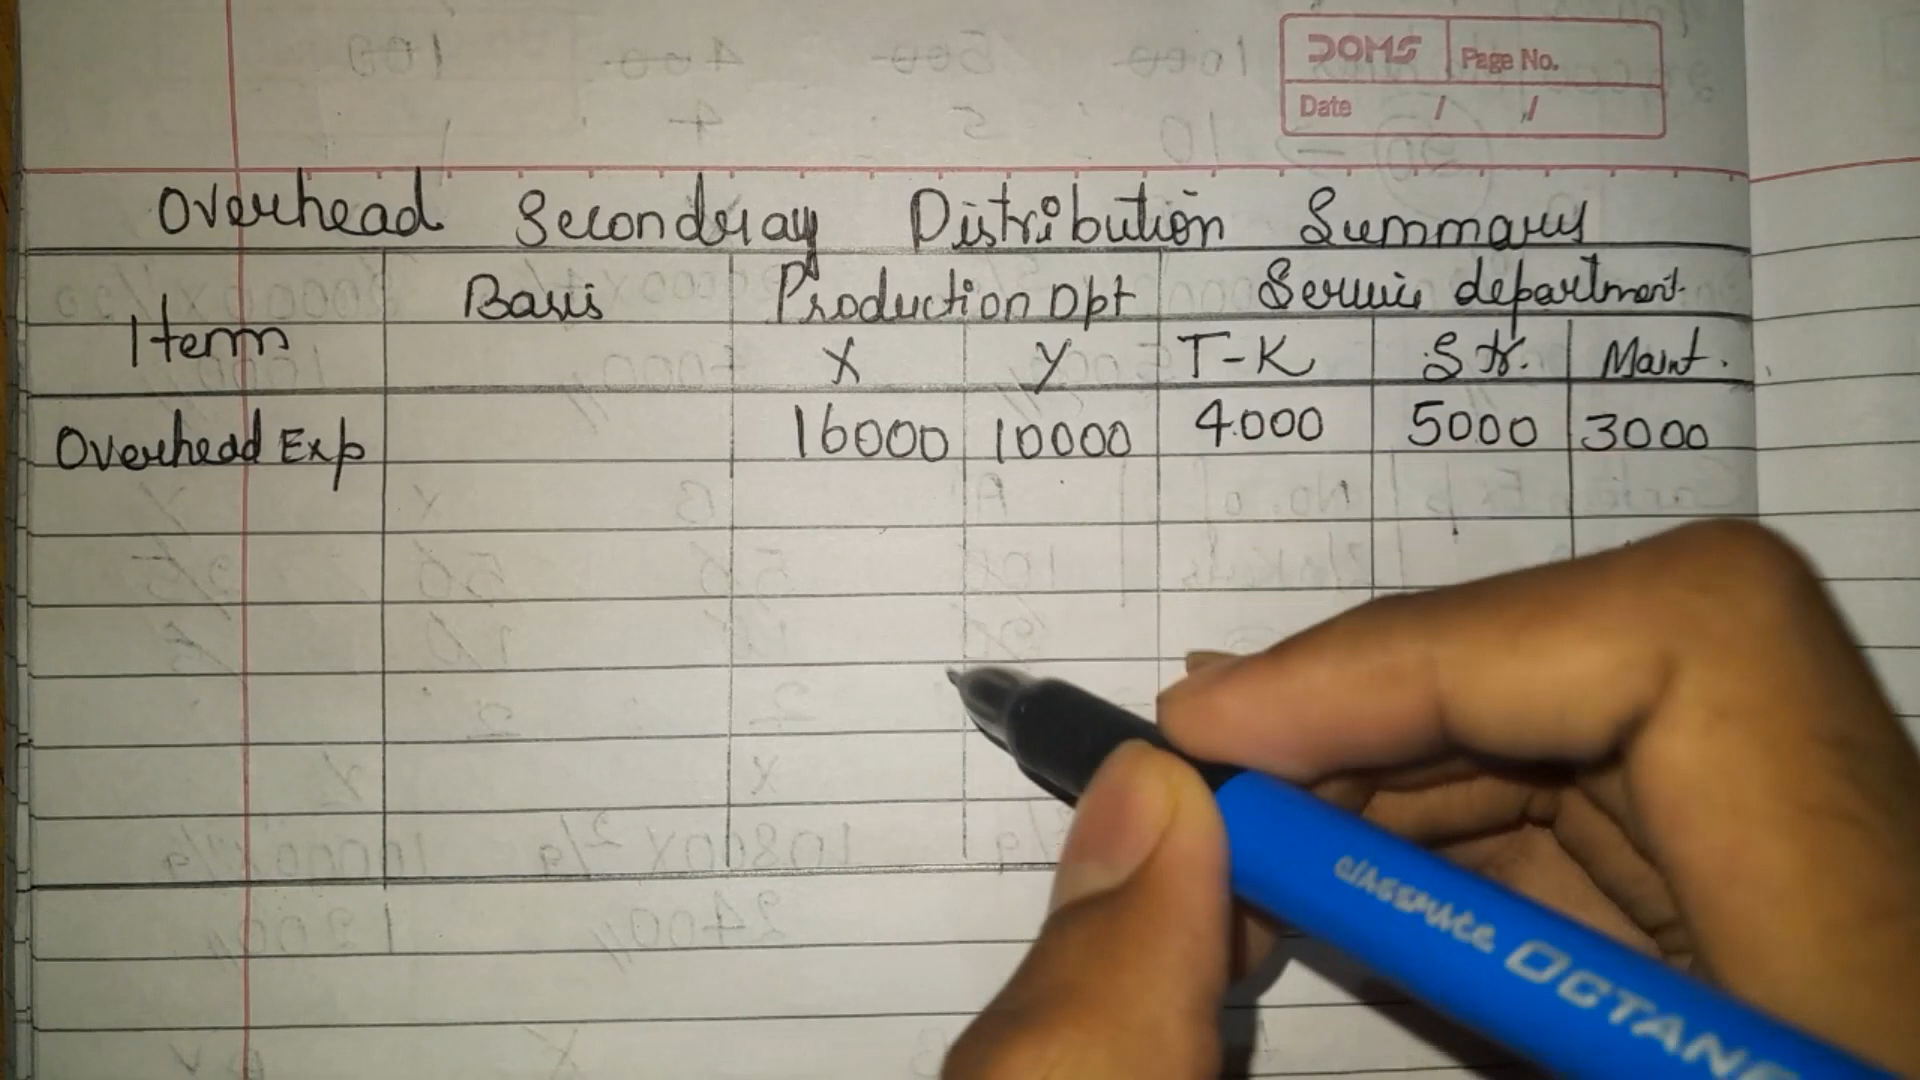 DOMS Page No.
Date / /
Overhead Secondray Distribution Summary
Item Basis Production Dpt Service department
X Y T-K Str. Maint.
Overhead Exp 16000 10000 4000 5000 3000
classmate OCTANE